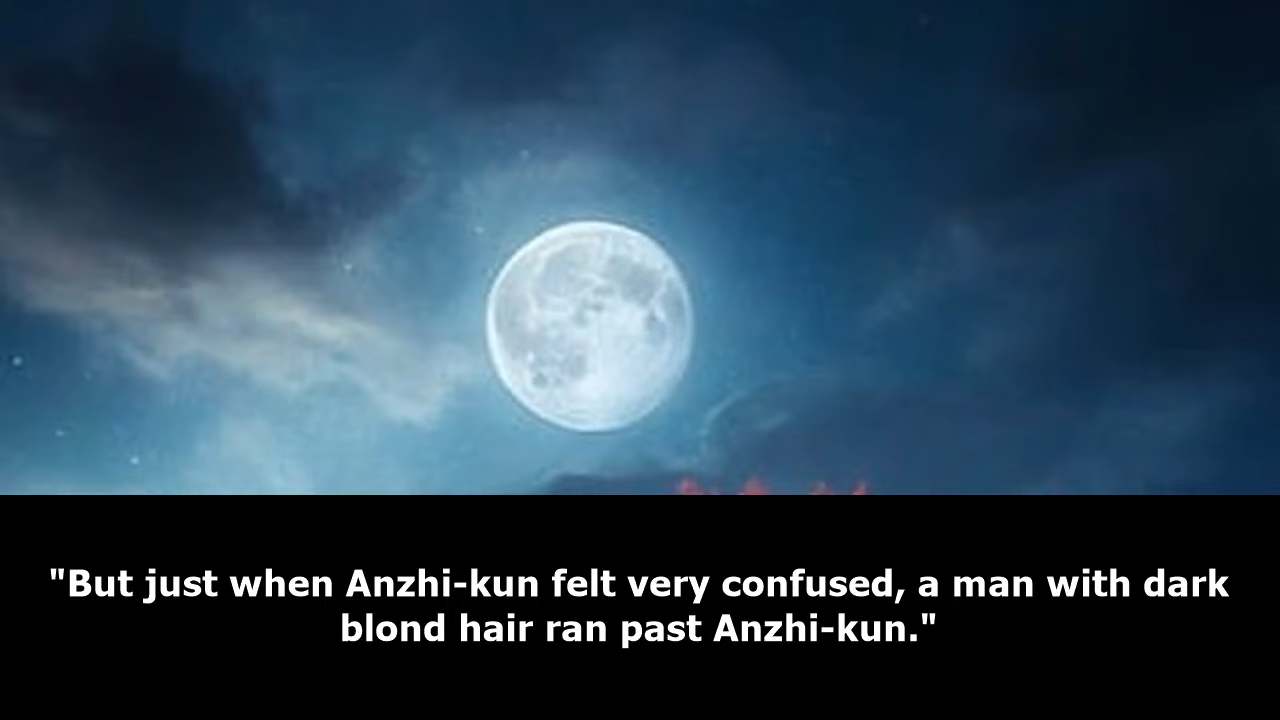 "But just when Anzhi-kun felt very confused, a man with dark
blond hair ran past Anzhi-kun."